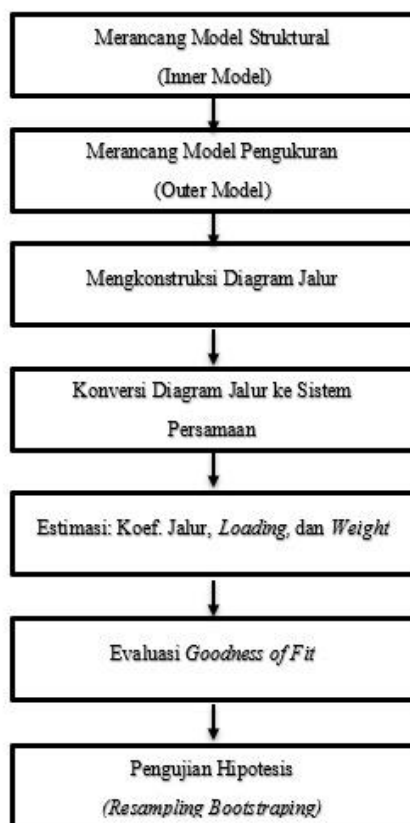 Merancang Model Struktural
(Inner Model)
Merancang Model Pengukuran
(Outer Model)
Mengkonstruksi Diagram Jalur
Konversi Diagram Jalur ke Sistem
Persamaan
Estimasi: Koef. Jalur, Loading, dan Weight
Evaluasi Goodness of Fit
Pengujian Hipotesis
(Resampling Bootstraping)